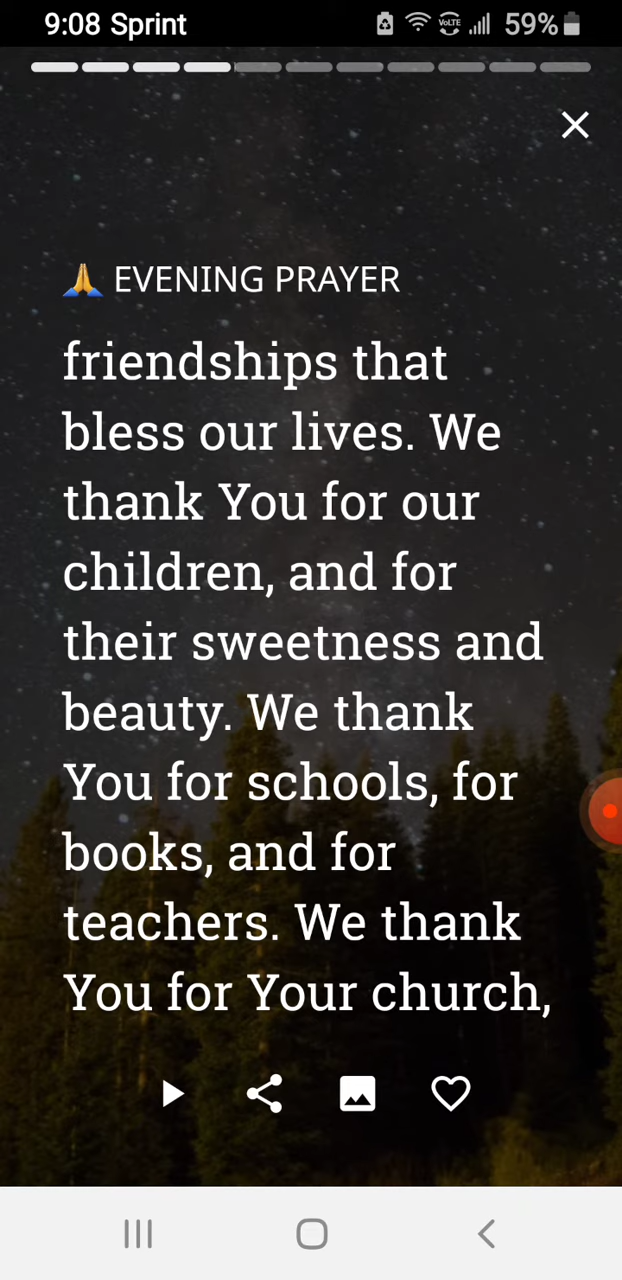 9:08 Sprint VoLTE 59%
🙏 EVENING PRAYER
friendships that
bless our lives. We
thank You for our
children, and for
their sweetness and
beauty. We thank
You for schools, for
books, and for
teachers. We thank
You for Your church,